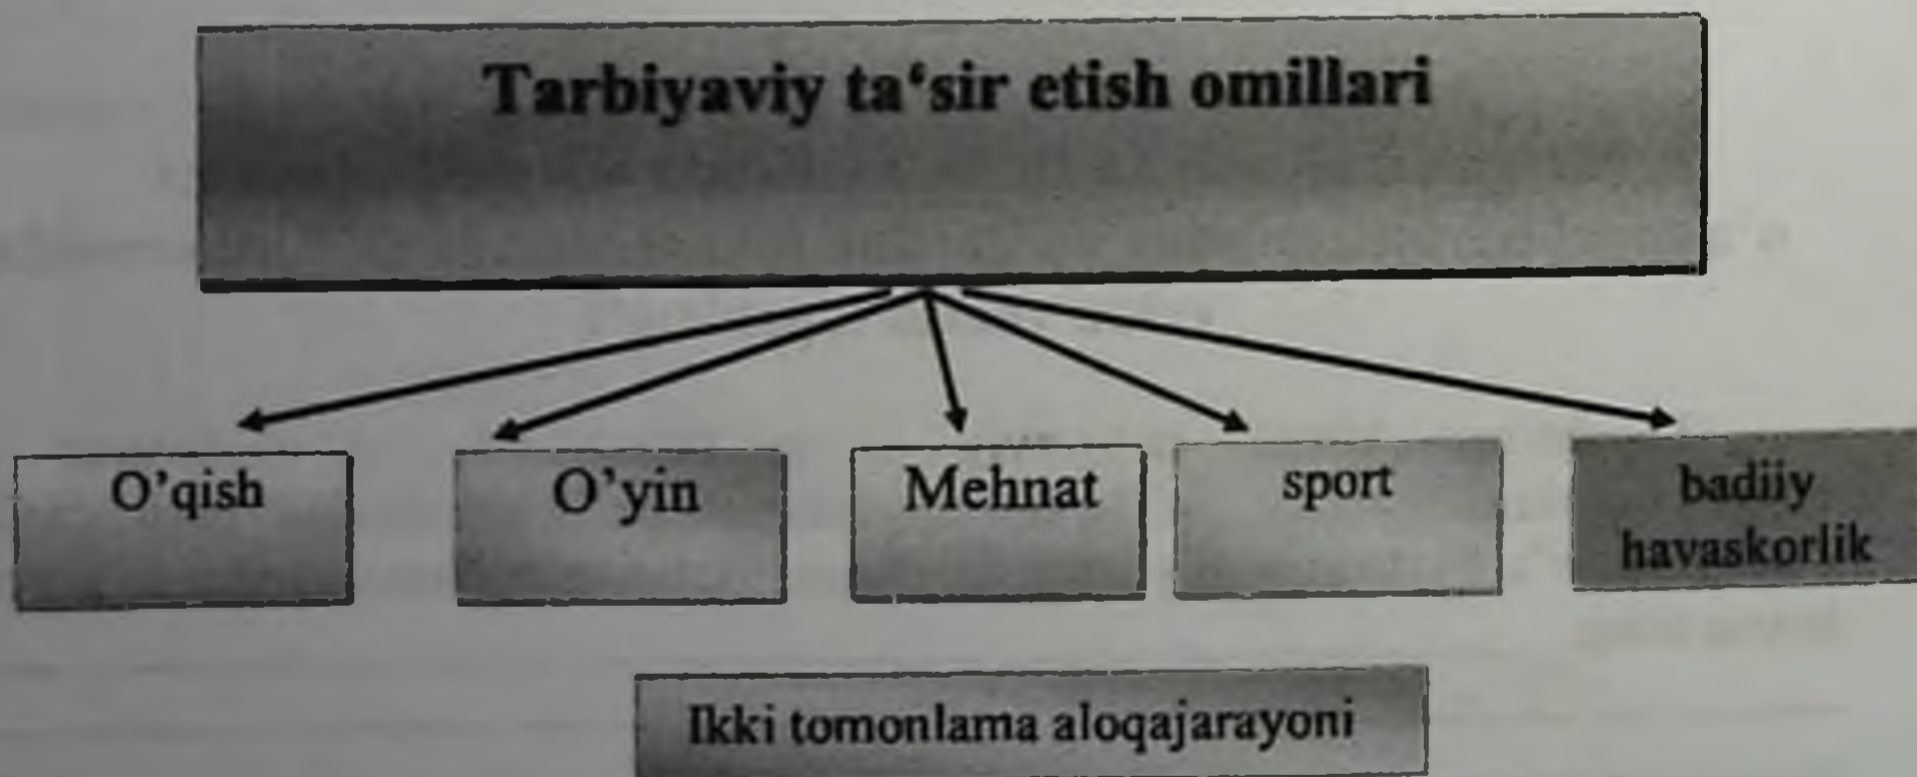 Tarbiyaviy ta‘sir etish omillari
O’qish
O’yin
Mehnat
sport
badiiy
havaskorlik
Ikki tomonlama aloqajarayoni